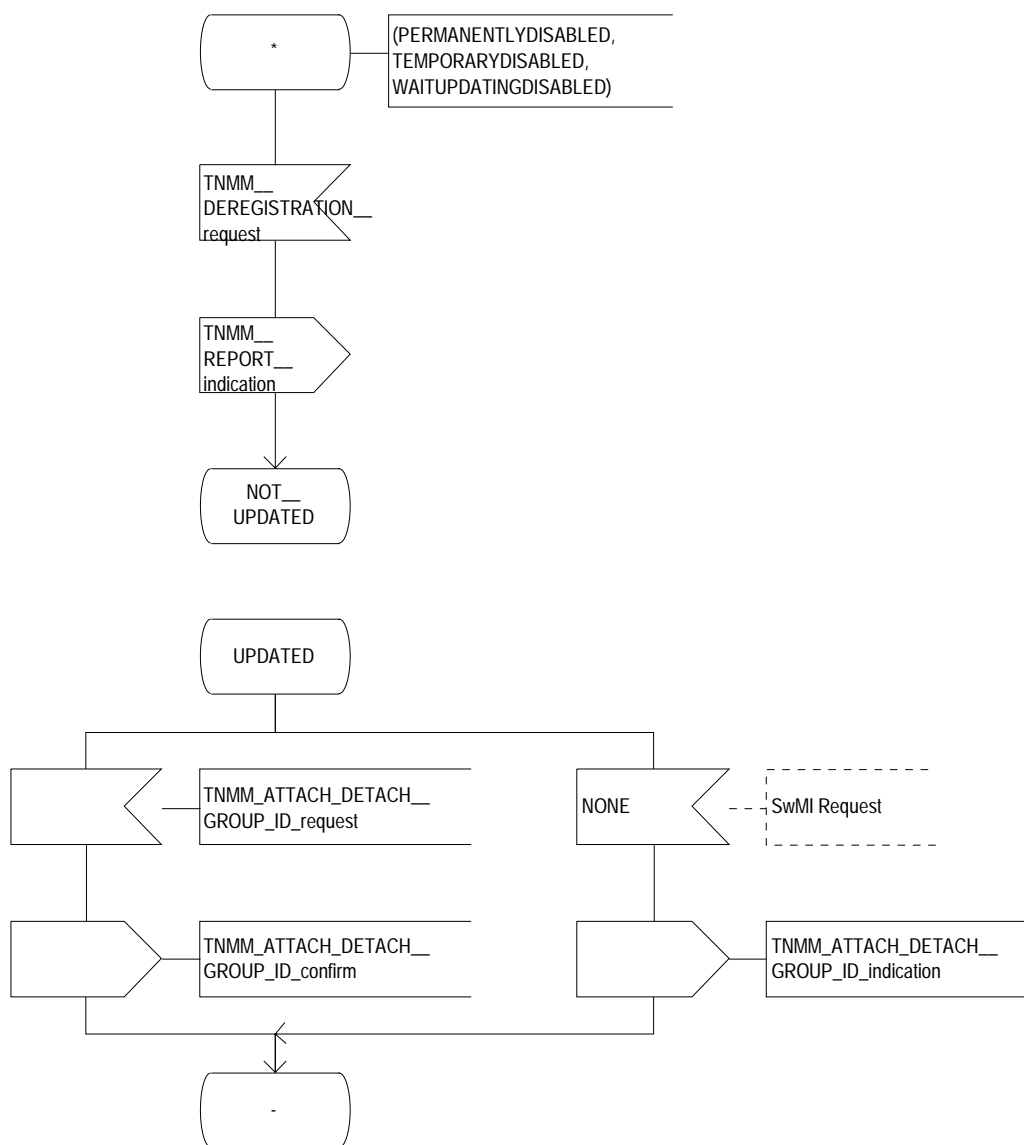 *
(PERMANENTLYDISABLED,
TEMPORARYDISABLED,
WAITUPDATINGDISABLED)
TNMM__
DEREGISTRATION__
request
TNMM__
REPORT__
indication
NOT__
UPDATED
UPDATED
TNMM_ATTACH_DETACH__
GROUP_ID_request
NONE
SwMI Request
TNMM_ATTACH_DETACH__
GROUP_ID_confirm
TNMM_ATTACH_DETACH__
GROUP_ID_indication
-